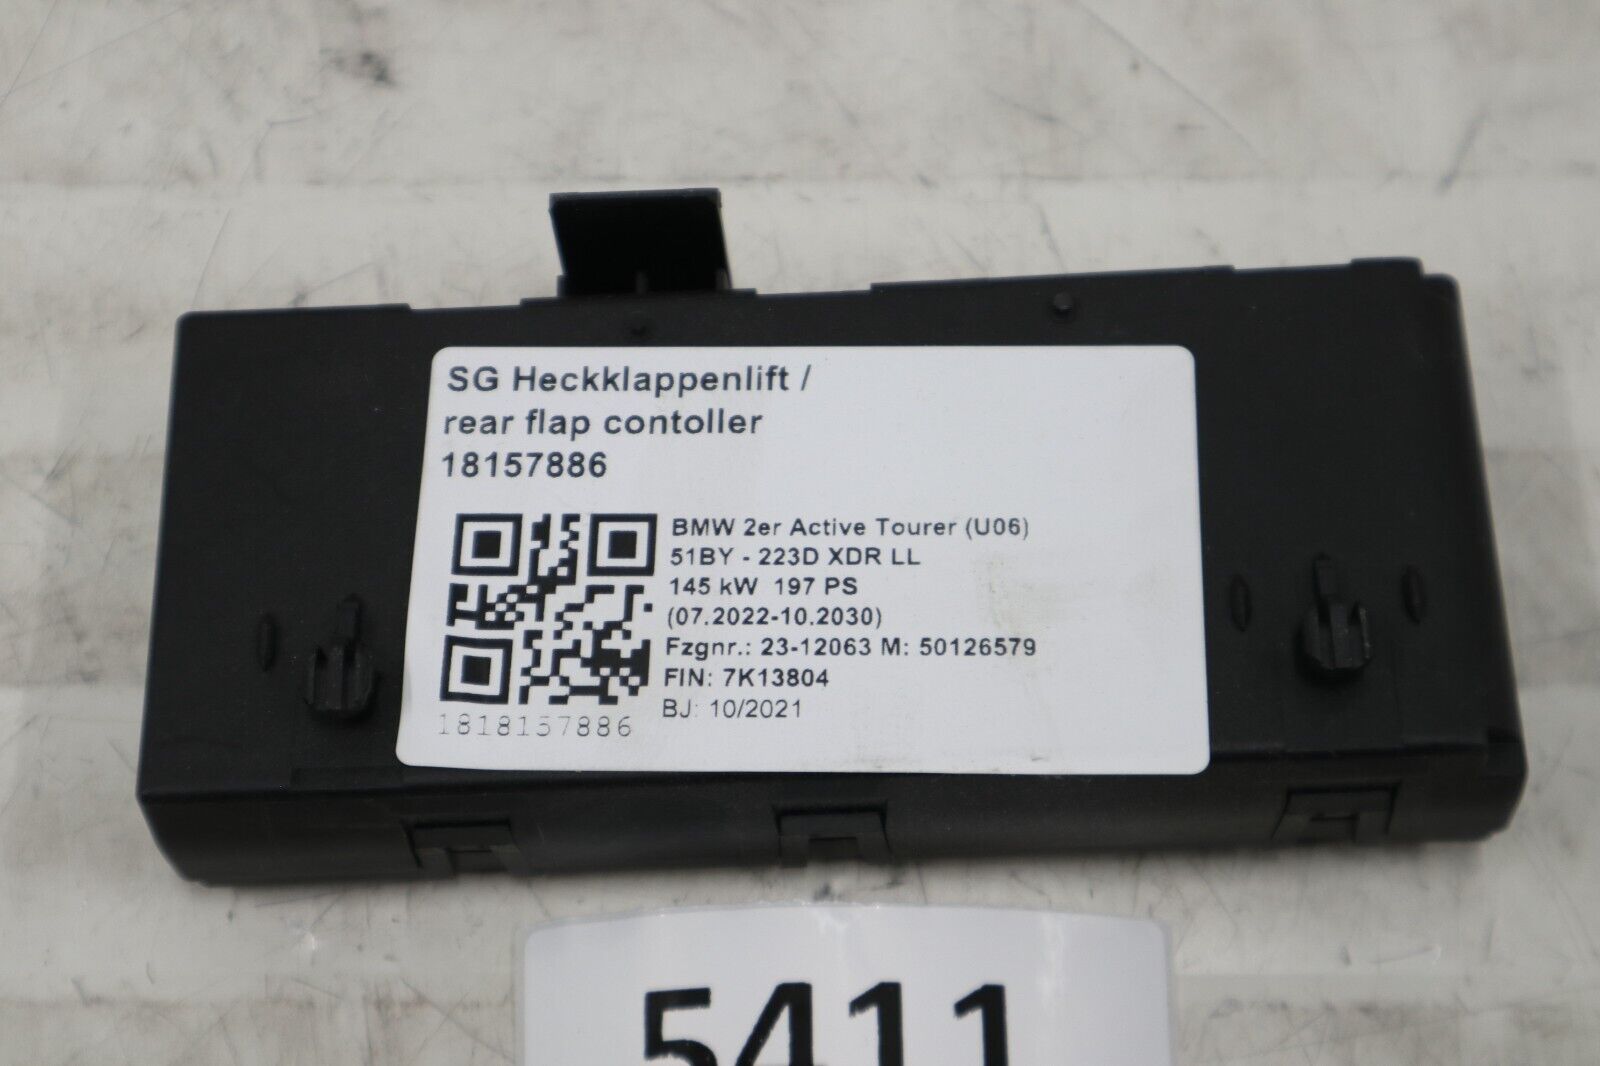 SG Heckklappenlift /
rear flap contoller
18157886
BMW 2er Active Tourer (U06)
51BY - 223D XDR LL
145 kW 197 PS
(07.2022-10.2030)
Fzgnr.: 23-12063 M: 50126579
FIN: 7K13804
BJ: 10/2021
1818157886
5411